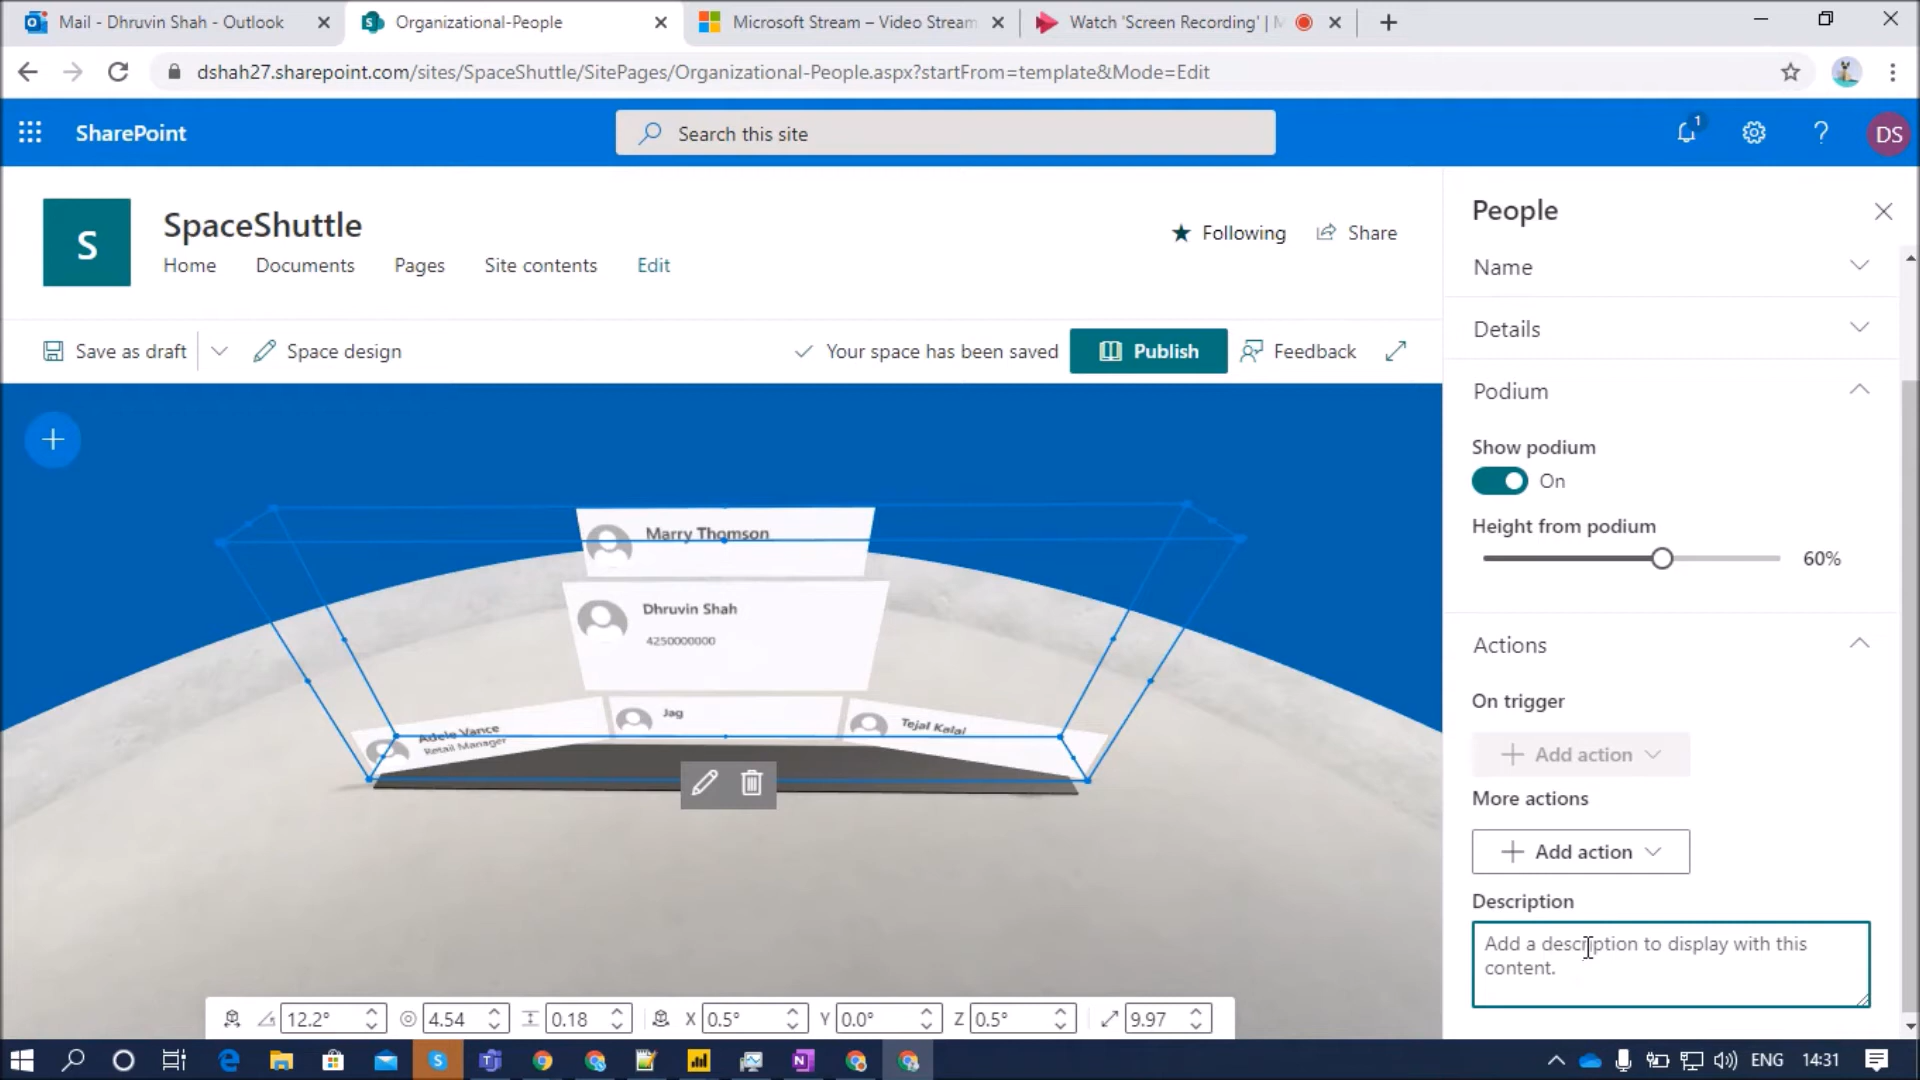 Mail - Dhruvin Shah - Outlook
Organizational-People
Microsoft Stream – Video Stream
Watch 'Screen Recording' | M
dshah27.sharepoint.com/sites/SpaceShuttle/SitePages/Organizational-People.aspx?startFrom=template&Mode=Edit
SharePoint
Search this site
1
DS
S
SpaceShuttle
Home
Documents
Pages
Site contents
Edit
Following
Share
Save as draft
Space design
Your space has been saved
Publish
Feedback
Marry Thomson
Dhruvin Shah
4250000000
Adele Vance
Retail Manager
Jag
Tejal Kalal
12.2°
4.54
0.18
X 0.5°
Y 0.0°
Z 0.5°
9.97
People
Name
Details
Podium
Show podium
On
Height from podium
60%
Actions
On trigger
Add action
More actions
Add action
Description
Add a description to display with this
content.
ENG
14:31